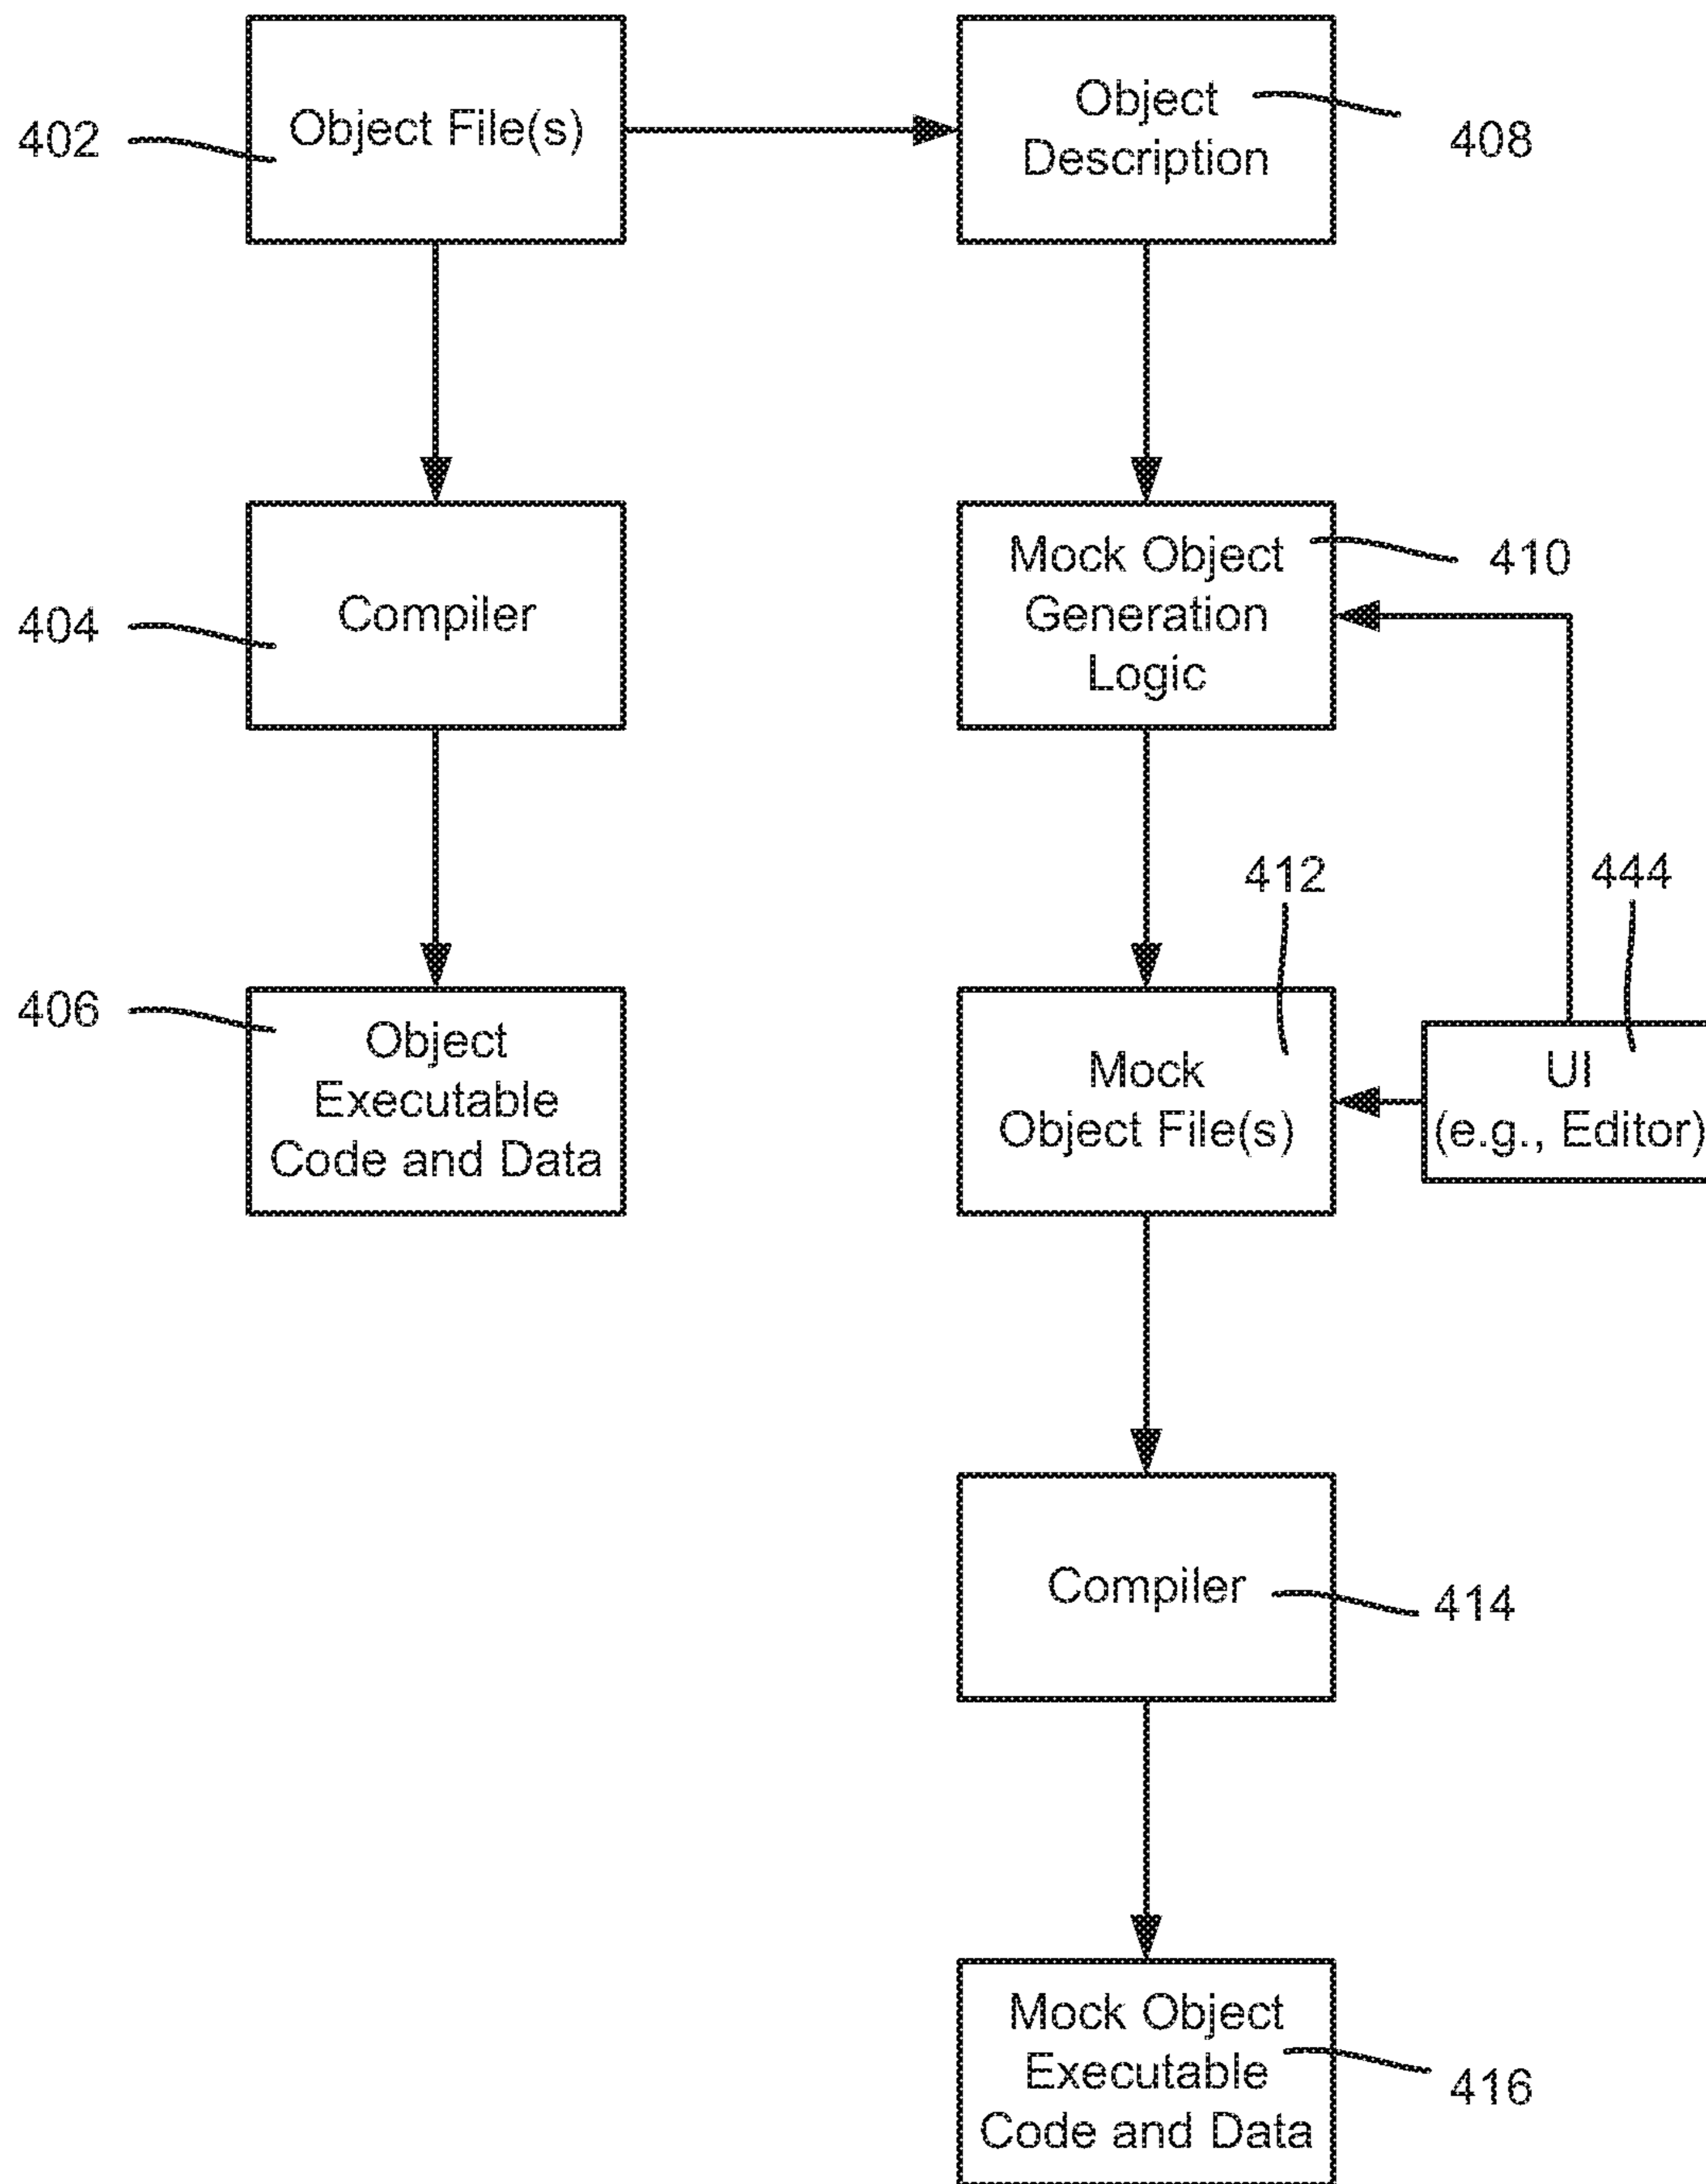 402
Object File(s)
Object
Description
408
404
Compiler
Mock Object
Generation
Logic
410
406
Object
Executable
Code and Data
412
444
Mock
Object File(s)
UI
(e.g., Editor)
Compiler
414
Mock Object
Executable
Code and Data
416